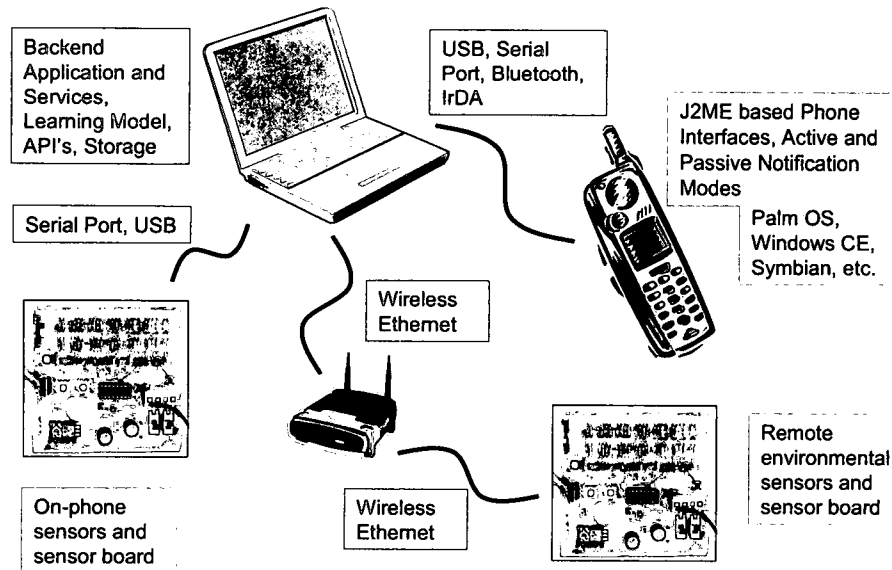 Backend
Application and
Services,
Learning Model,
API's, Storage
USB, Serial
Port, Bluetooth,
IrDA
J2ME based Phone
Interfaces, Active and
Passive Notification
Modes
Palm OS,
Windows CE,
Symbian, etc.
Serial Port, USB
Wireless
Ethernet
On-phone
sensors and
sensor board
Wireless
Ethernet
Remote
environmental
sensors and
sensor board